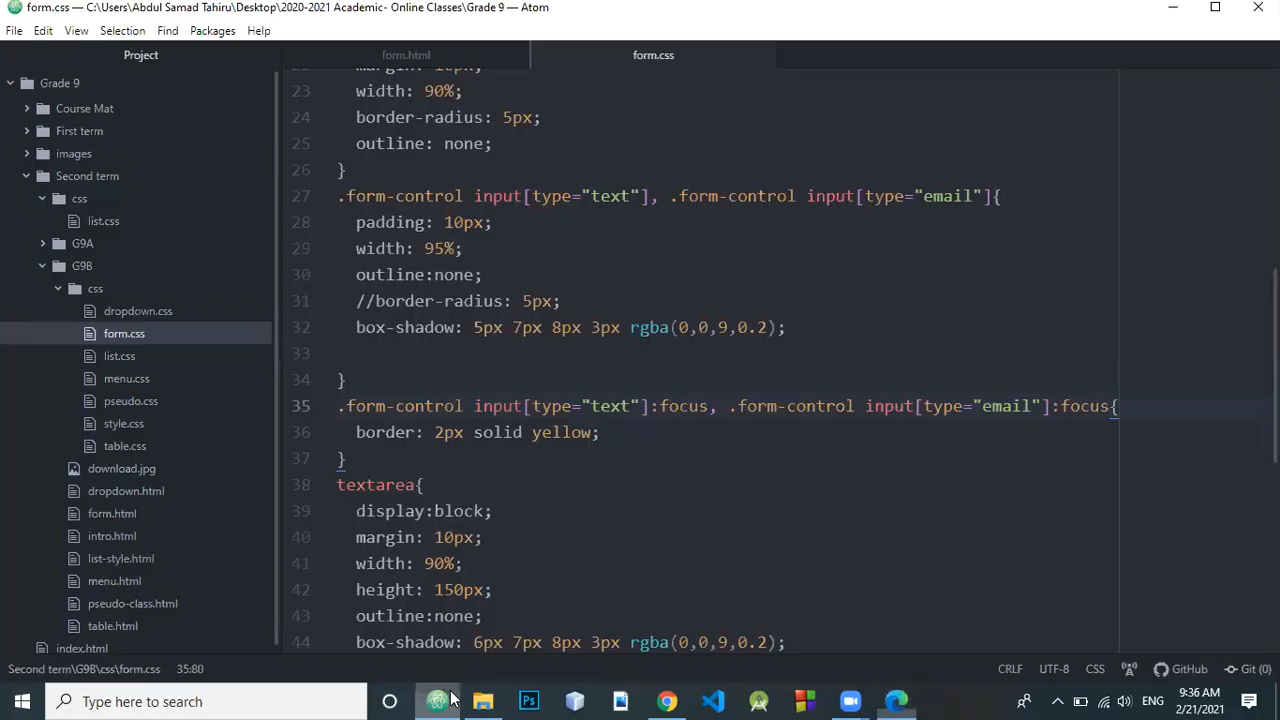 form.css — C:\Users\Abdul Samad Tahiru\Desktop\2020-2021 Academic- Online Classes\Grade 9 — Atom
File Edit View Selection Find Packages Help
Project
form.html
form.css
Grade 9
Course Mat
First term
images
Second term
css
list.css
G9A
G9B
css
dropdown.css
form.css
list.css
menu.css
pseudo.css
style.css
table.css
download.jpg
dropdown.html
form.html
intro.html
list-style.html
menu.html
pseudo-class.html
table.html
index.html
22 margin: 10px;
23 width: 90%;
24 border-radius: 5px;
25 outline: none;
26 }
27 .form-control input[type="text"], .form-control input[type="email"]{
28 padding: 10px;
29 width: 95%;
30 outline:none;
31 //border-radius: 5px;
32 box-shadow: 5px 7px 8px 3px rgba(0,0,9,0.2);
33
34 }
35 .form-control input[type="text"]:focus, .form-control input[type="email"]:focus{
36 border: 2px solid yellow;
37 }
38 textarea{
39 display:block;
40 margin: 10px;
41 width: 90%;
42 height: 150px;
43 outline:none;
44 box-shadow: 6px 7px 8px 3px rgba(0,0,9,0.2);
Second term\G9B\css\form.css 35:80
CRLF UTF-8 CSS GitHub Git (0)
Type here to search
Ps
ENG
9:36 AM
2/21/2021